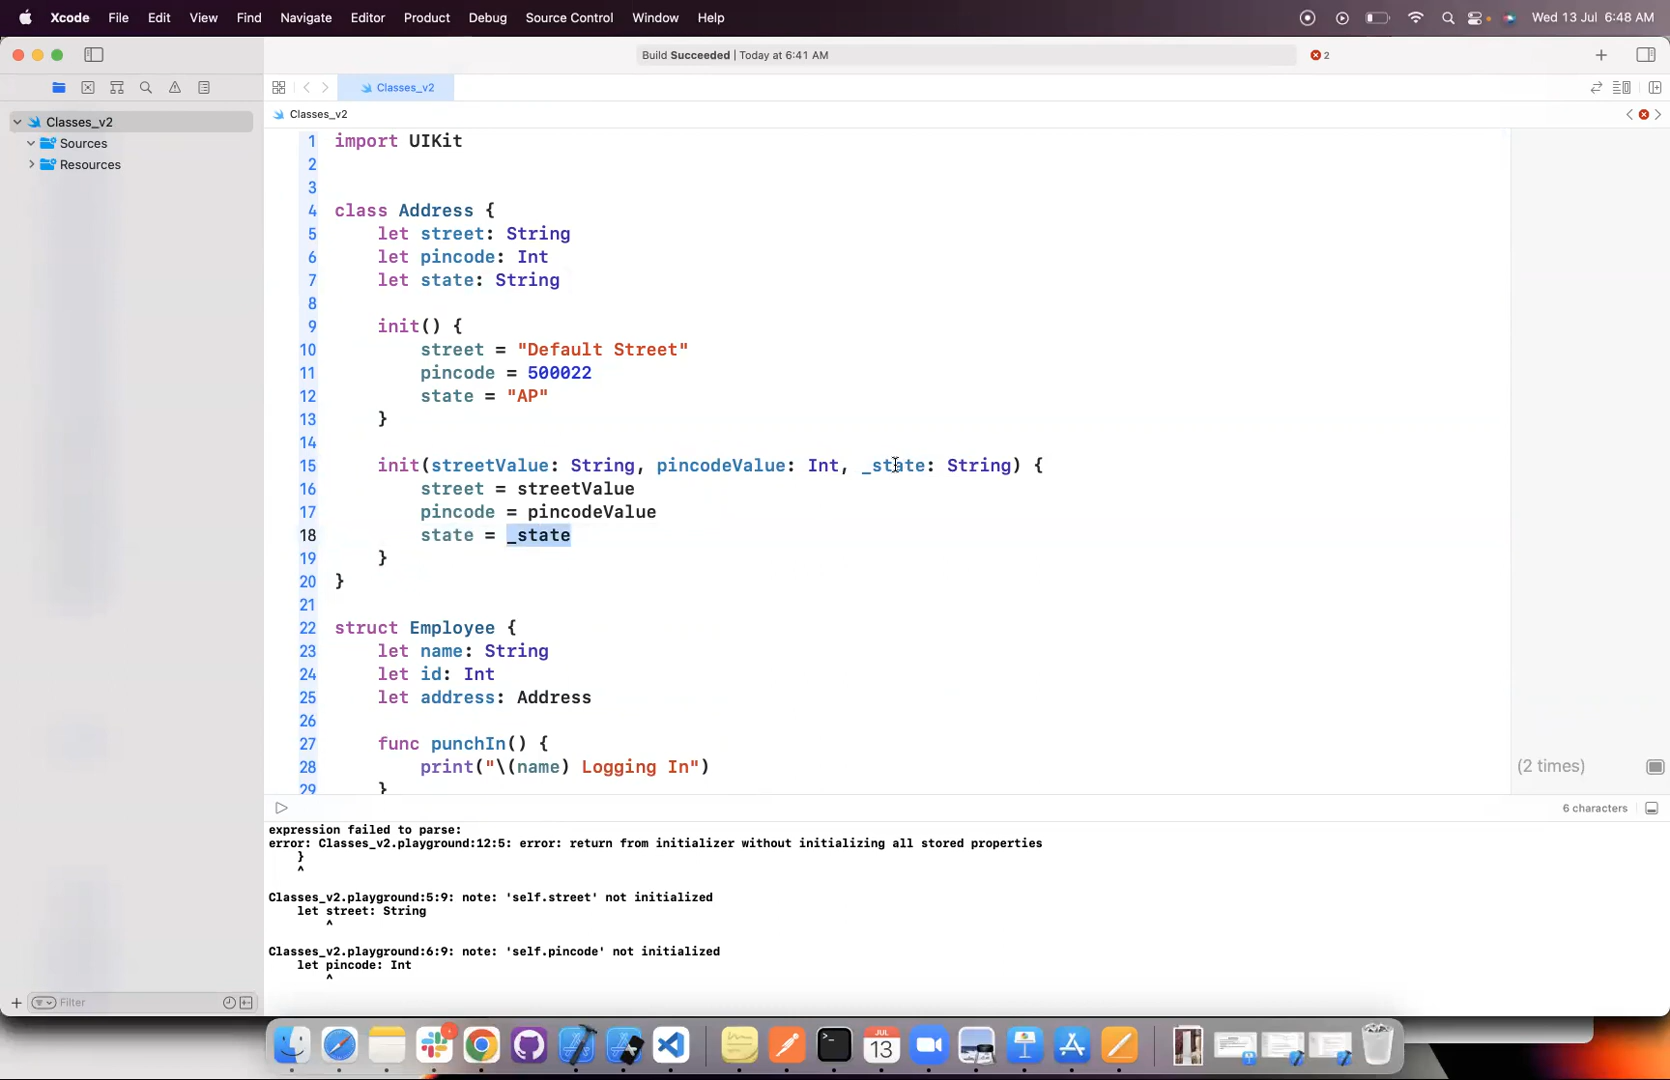 Xcode File Edit View Find Navigate Editor Product Debug Source Control Window Help Wed 13 Jul 6:48 AM
Build Succeeded | Today at 6:41 AM 2
Classes_v2
Classes_v2
Classes_v2
Sources
Resources
1 import UIKit
2
3
4 class Address {
5 let street: String
6 let pincode: Int
7 let state: String
8
9 init() {
10 street = "Default Street"
11 pincode = 500022
12 state = "AP"
13 }
14
15 init(streetValue: String, pincodeValue: Int, _state: String) {
16 street = streetValue
17 pincode = pincodeValue
18 state = _state
19 }
20 }
21
22 struct Employee {
23 let name: String
24 let id: Int
25 let address: Address
26
27 func punchIn() {
28 print("\(name) Logging In")
29 }
(2 times)
6 characters
expression failed to parse:
error: Classes_v2.playground:12:5: error: return from initializer without initializing all stored properties
}
^
Classes_v2.playground:5:9: note: 'self.street' not initialized
let street: String
^
Classes_v2.playground:6:9: note: 'self.pincode' not initialized
let pincode: Int
^
Filter
JUL
13